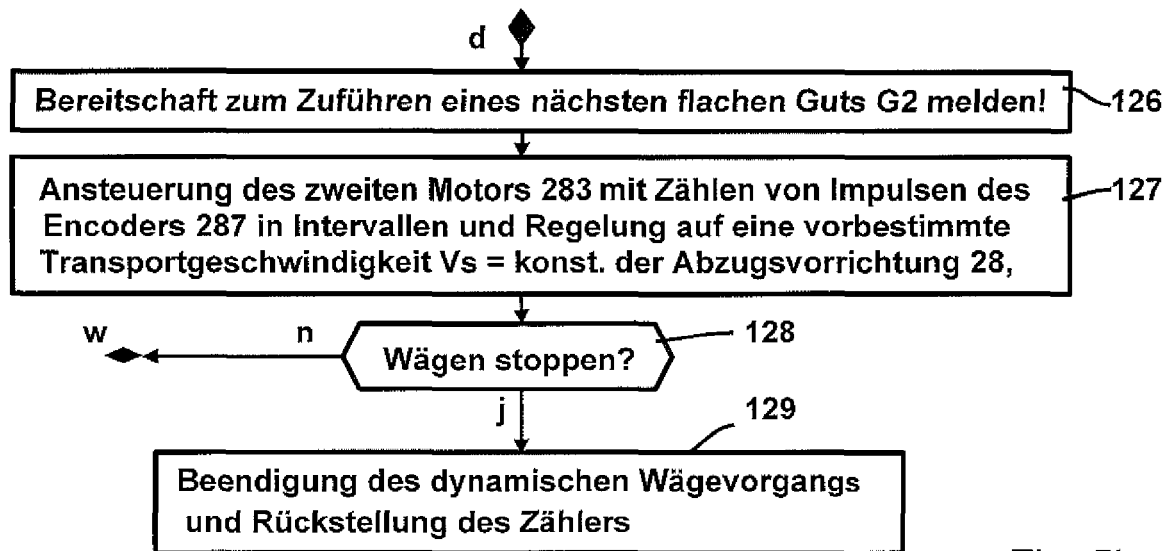 d
Bereitschaft zum Zuführen eines nächsten flachen Guts G2 melden!
126
Ansteuerung des zweiten Motors 283 mit Zählen von Impulsen des
Encoders 287 in Intervallen und Regelung auf eine vorbestimmte
Transportgeschwindigkeit Vs = konst. der Abzugsvorrichtung 28,
127
w
n
Wägen stoppen?
128
j
129
Beendigung des dynamischen Wägevorgangs
und Rückstellung des Zählers